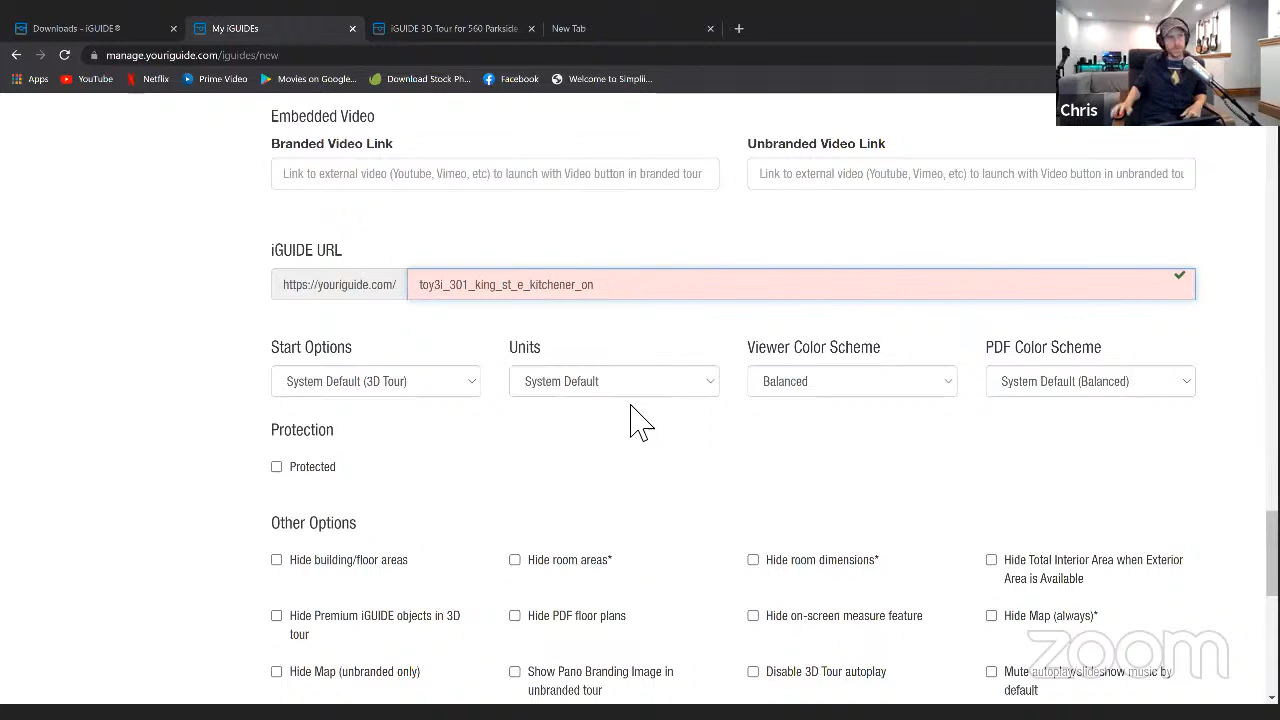 Downloads - iGUIDE®
My iGUIDEs
iGUIDE 3D Tour for 560 Parkside
New Tab
manage.youriguide.com/iguides/new
Apps
YouTube
Netflix
Prime Video
Movies on Google...
Download Stock Ph...
Facebook
Welcome to Simpli...
Chris
Embedded Video
Branded Video Link
Unbranded Video Link
Link to external video (Youtube, Vimeo, etc) to launch with Video button in branded tour
Link to external video (Youtube, Vimeo, etc) to launch with Video button in unbranded tou
iGUIDE URL
https://youriguide.com/
toy3i_301_king_st_e_kitchener_on
Start Options
Units
Viewer Color Scheme
PDF Color Scheme
System Default (3D Tour)
System Default
Balanced
System Default (Balanced)
Protection
Protected
Other Options
Hide building/floor areas
Hide room areas*
Hide room dimensions*
Hide Total Interior Area when Exterior
Area is Available
Hide Premium iGUIDE objects in 3D
tour
Hide PDF floor plans
Hide on-screen measure feature
Hide Map (always)*
Hide Map (unbranded only)
Show Pano Branding Image in
unbranded tour
Disable 3D Tour autoplay
Mute autoplay/slideshow music by
default
zoom